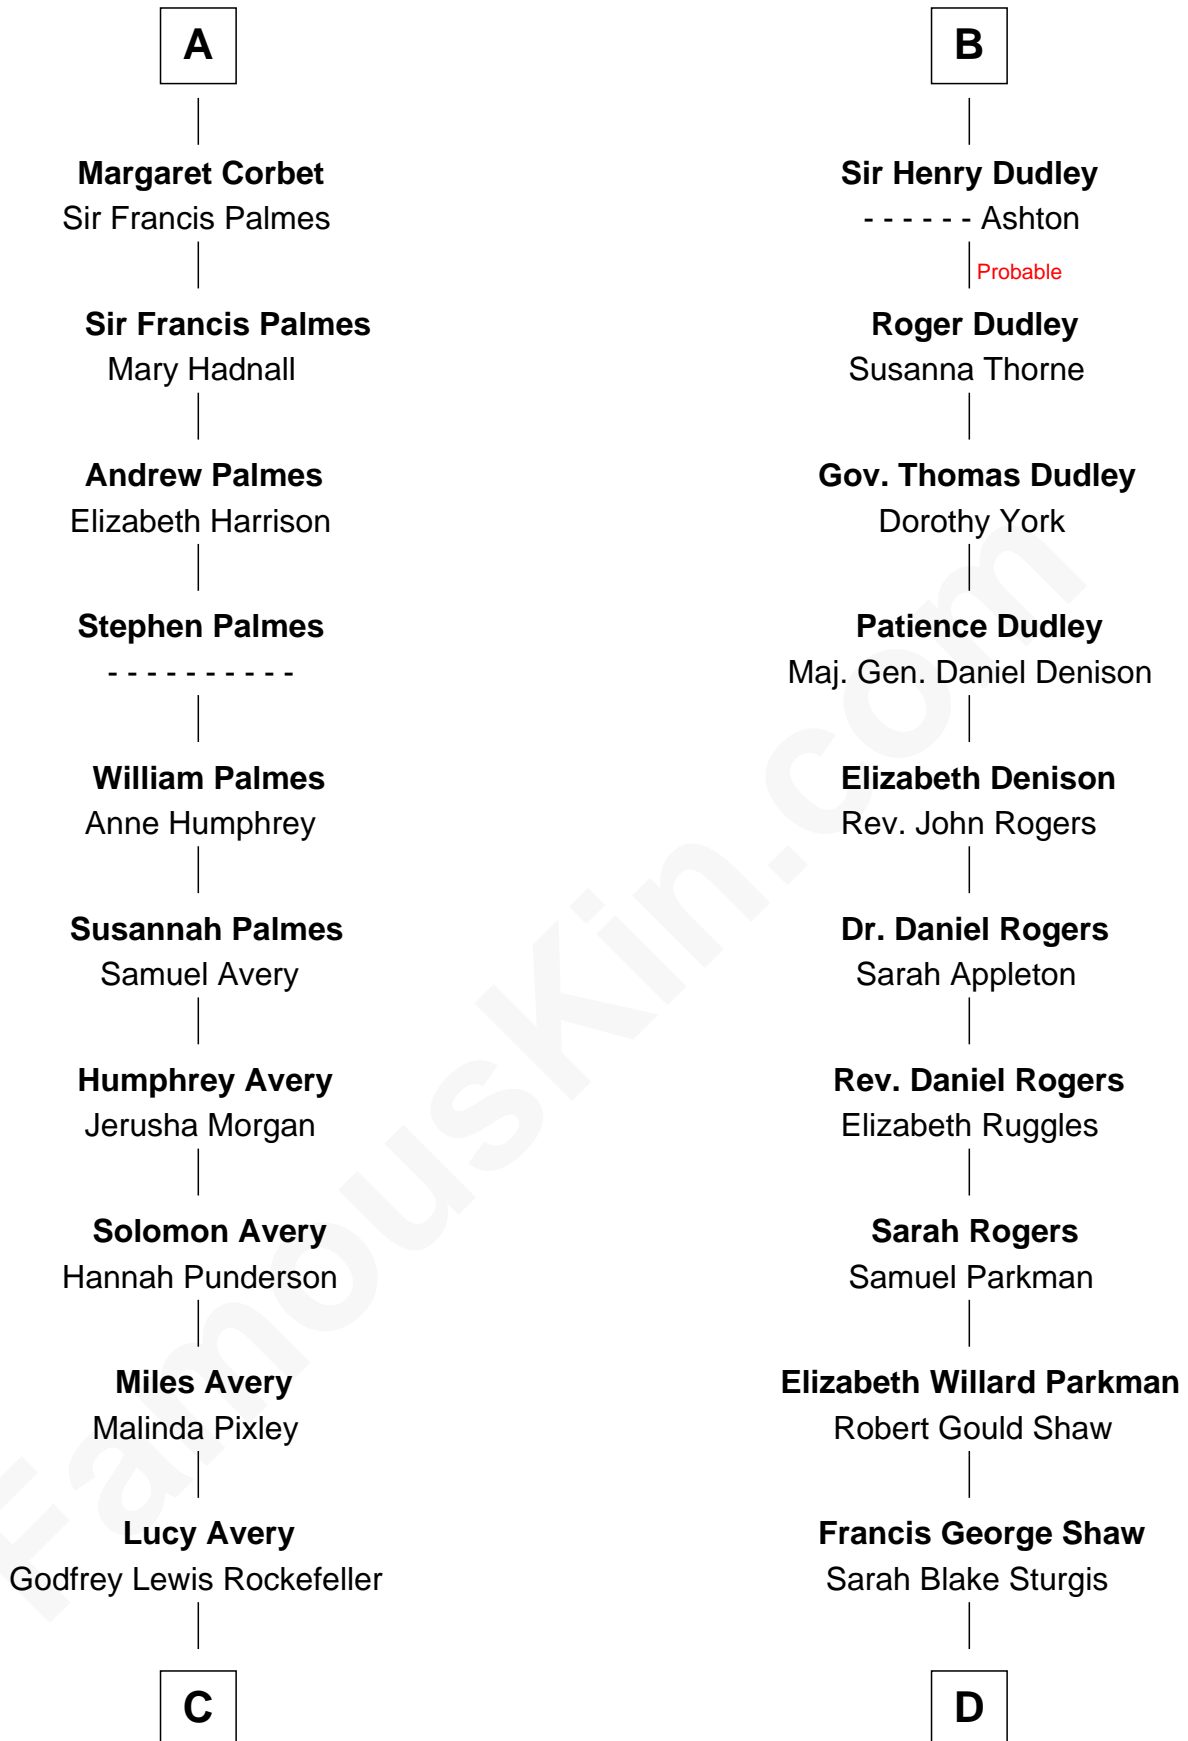 A
Margaret Corbet
Sir Francis Palmes
Sir Francis Palmes
Mary Hadnall
Andrew Palmes
Elizabeth Harrison
Stephen Palmes
- - - - - - - - - -
William Palmes
Anne Humphrey
Susannah Palmes
Samuel Avery
Humphrey Avery
Jerusha Morgan
Solomon Avery
Hannah Punderson
Miles Avery
Malinda Pixley
Lucy Avery
Godfrey Lewis Rockefeller
C
B
Sir Henry Dudley
- - - - - - Ashton
Probable
Roger Dudley
Susanna Thorne
Gov. Thomas Dudley
Dorothy York
Patience Dudley
Maj. Gen. Daniel Denison
Elizabeth Denison
Rev. John Rogers
Dr. Daniel Rogers
Sarah Appleton
Rev. Daniel Rogers
Elizabeth Ruggles
Sarah Rogers
Samuel Parkman
Elizabeth Willard Parkman
Robert Gould Shaw
Francis George Shaw
Sarah Blake Sturgis
D
FamousKin.com